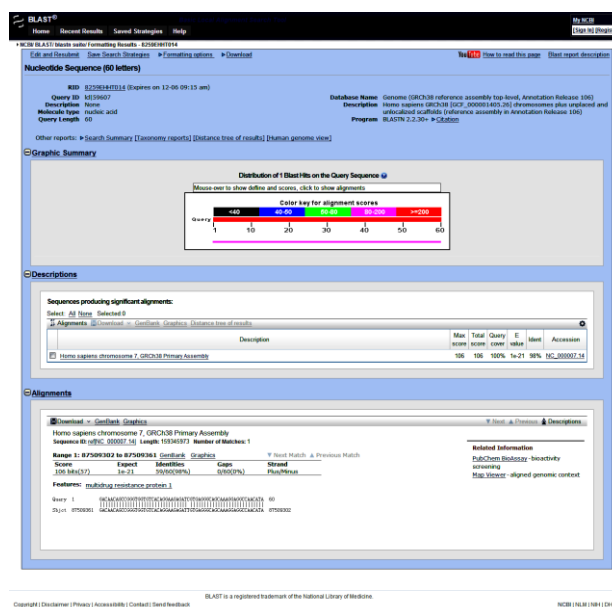 BLAST®
My NCBI
Home Recent Results Saved Strategies Help
[Sign In]
NCBI/ BLAST/ blastn suite/ Formatting Results - 8259EHHT014
Edit and Resubmit Save Search Strategies ▶Formatting options ▶Download
YouTube How to read this page Blast report description
Nucleotide Sequence (60 letters)
RID 8259EHHT014 (Expires on 12-06 09:15 am)
Query ID lcl|59607
Description None
Molecule type nucleic acid
Query Length 60
Database Name Genome (GRCh38 reference assembly top-level, Annotation Release 106)
Description Homo sapiens GRCh38 [GCF_000001405.26] chromosomes plus unplaced and
unlocalized scaffolds (reference assembly in Annotation Release 106)
Program BLASTN 2.2.30+ ▶Citation
Other reports: ▶Search Summary [Taxonomy reports] [Distance tree of results] [Human genome view]
Graphic Summary
Distribution of 1 Blast Hits on the Query Sequence
Mouse-over to show define and scores, click to show alignments
Color key for alignment scores
<40 40-50 50-80 80-200 >=200
Query
1 10 20 30 40 50 60
Descriptions
Sequences producing significant alignments:
Select: All None Selected:0
Alignments Download GenBank Graphics Distance tree of results
Description Max score Total score Query cover E value Ident Accession
Homo sapiens chromosome 7, GRCh38 Primary Assembly 106 106 100% 1e-21 98% NC_000007.14
Alignments
Download GenBank Graphics
▼ Next ▲ Previous Descriptions
Homo sapiens chromosome 7, GRCh38 Primary Assembly
Sequence ID: ref|NC_000007.14| Length: 159345973 Number of Matches: 1
Range 1: 87509302 to 87509361 GenBank Graphics ▼ Next Match ▲ Previous Match
Score Expect Identities Gaps Strand
106 bits(57) 1e-21 59/60(98%) 0/60(0%) Plus/Minus
Features: multidrug resistance protein 1
Query 1 60
Sbjct 87509361 87509302
Related Information
PubChem BioAssay - bioactivity
screening
Map Viewer - aligned genomic context
BLAST is a registered trademark of the National Library of Medicine.
Copyright | Disclaimer | Privacy | Accessibility | Contact | Send feedback
NCBI | NLM | NIH |